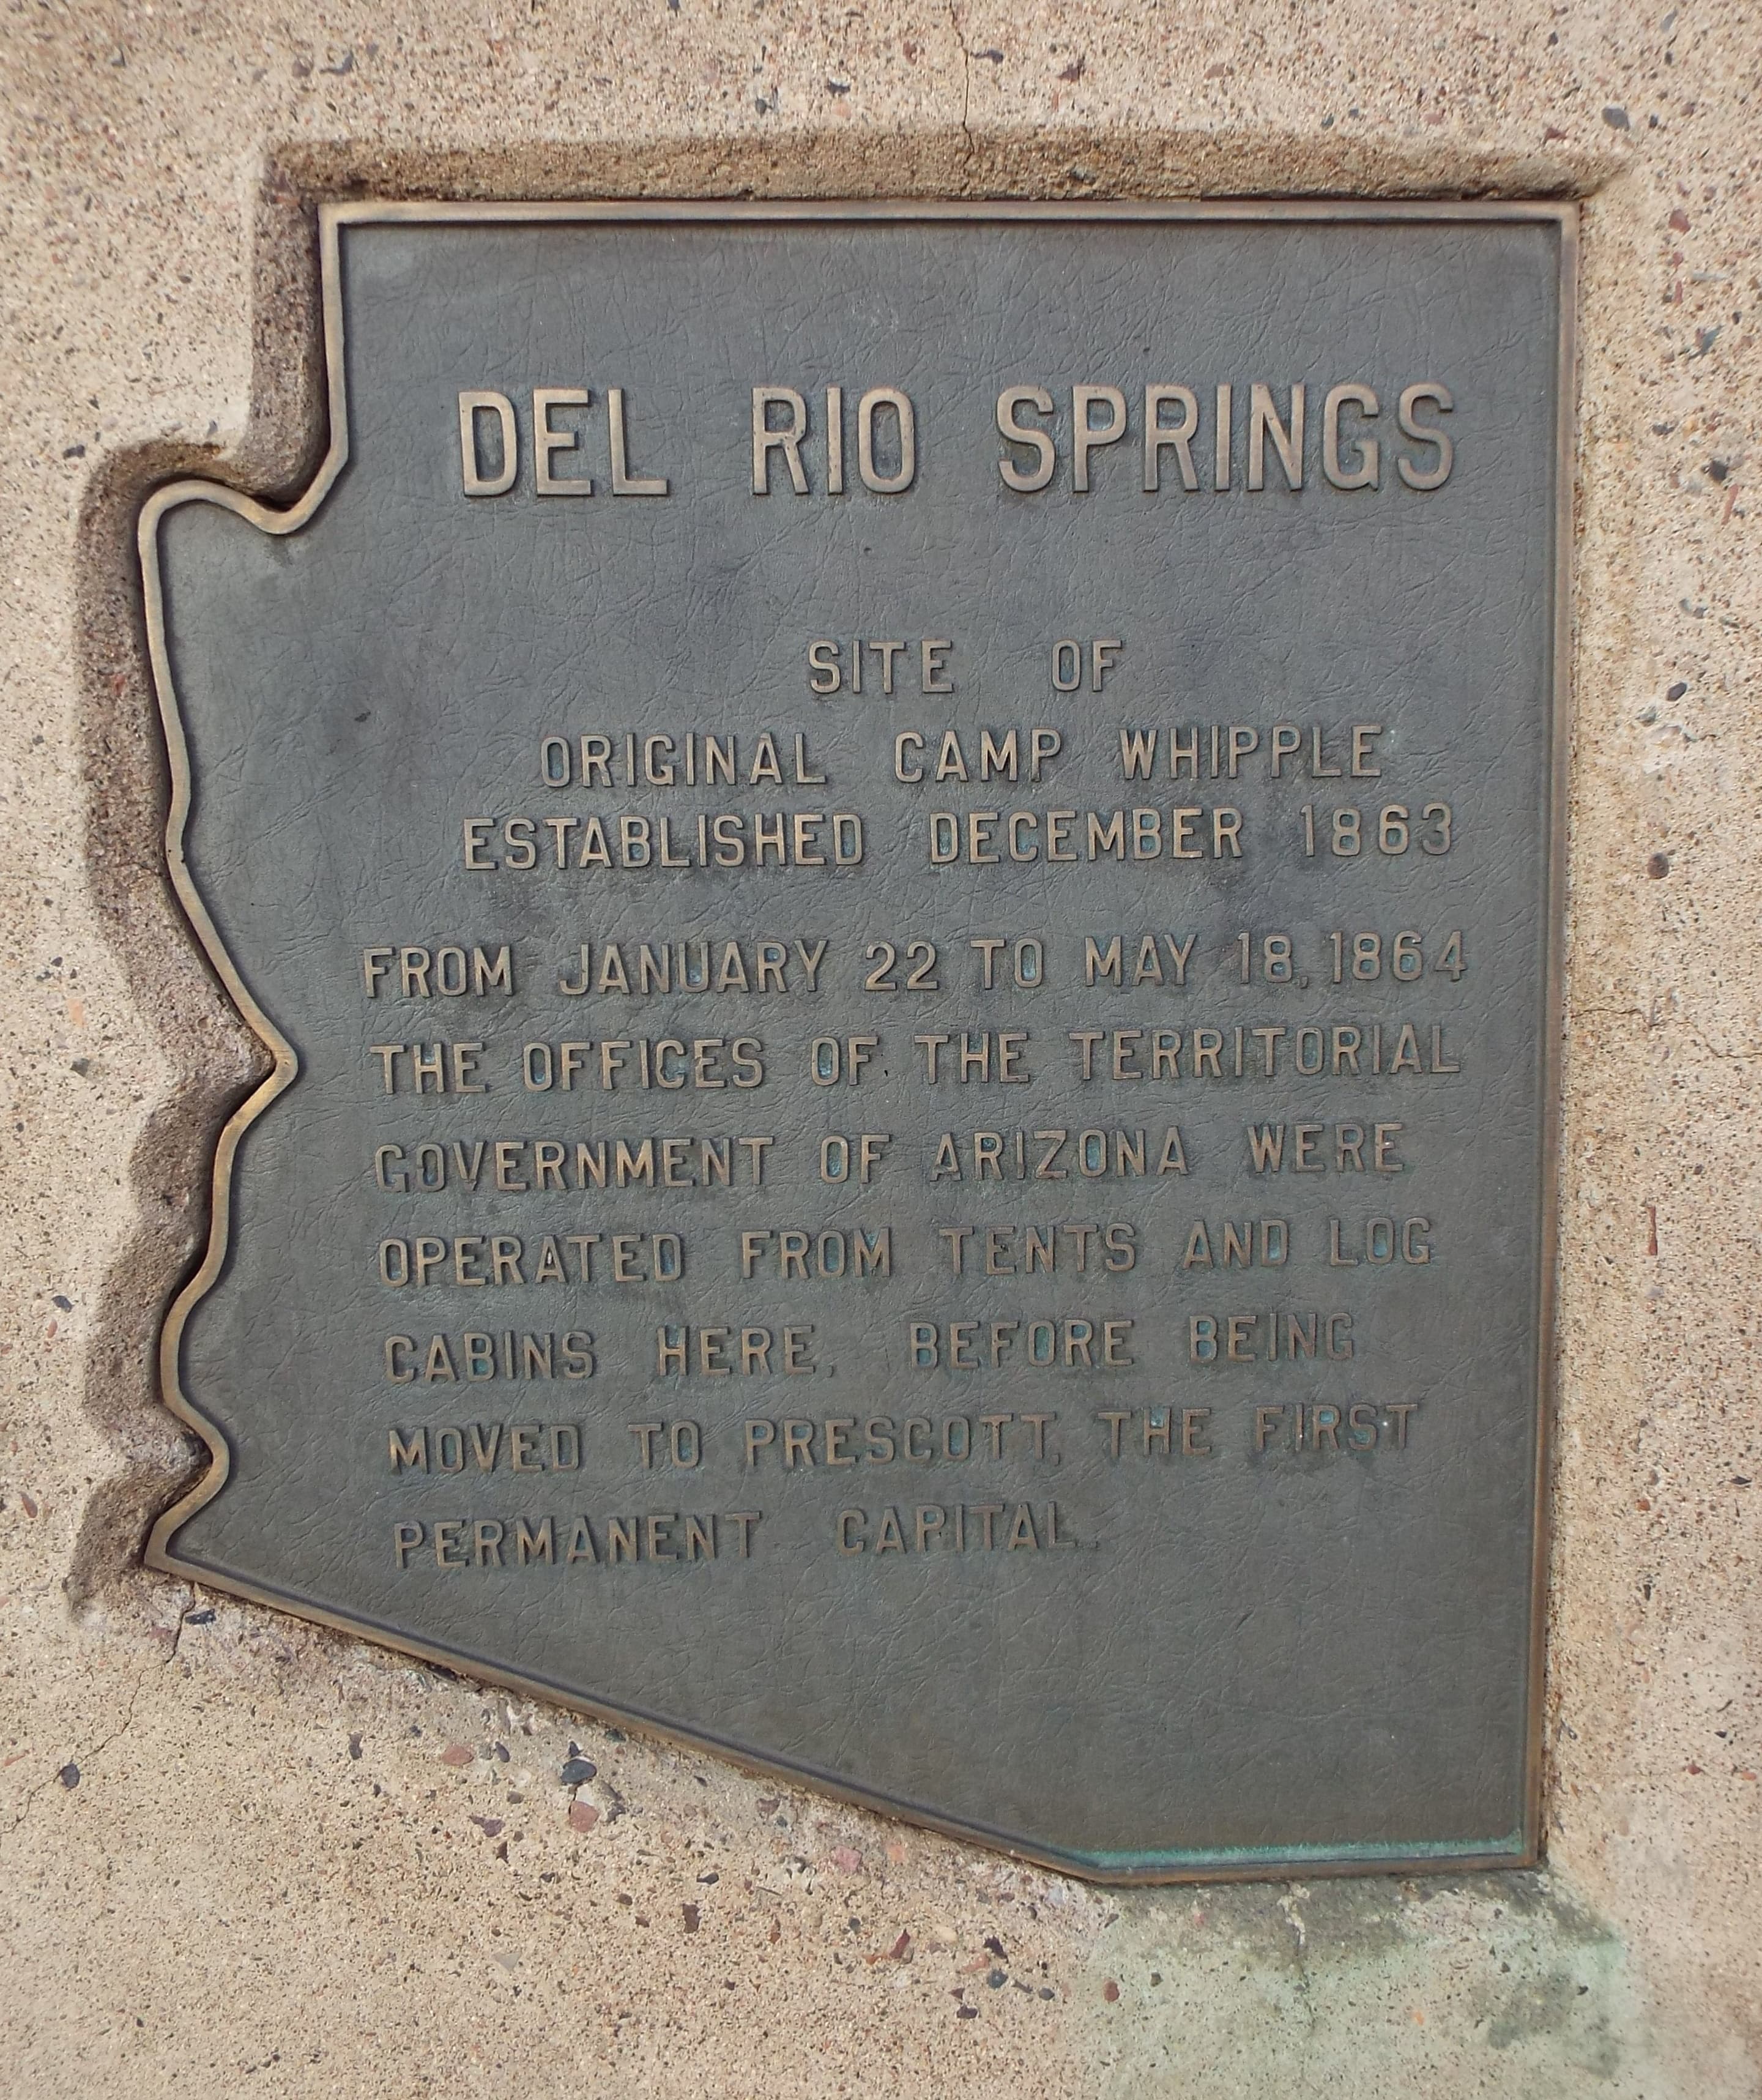 DEL RIO SPRINGS
SITE OF
ORIGINAL CAMP WHIPPLE
ESTABLISHED DECEMBER 1863
FROM JANUARY 22 TO MAY 18, 1864
THE OFFICES OF THE TERRITORIAL
GOVERNMENT OF ARIZONA WERE
OPERATED FROM TENTS AND LOG
CABINS HERE, BEFORE BEING
MOVED TO PRESCOTT, THE FIRST
PERMANENT CAPITAL.